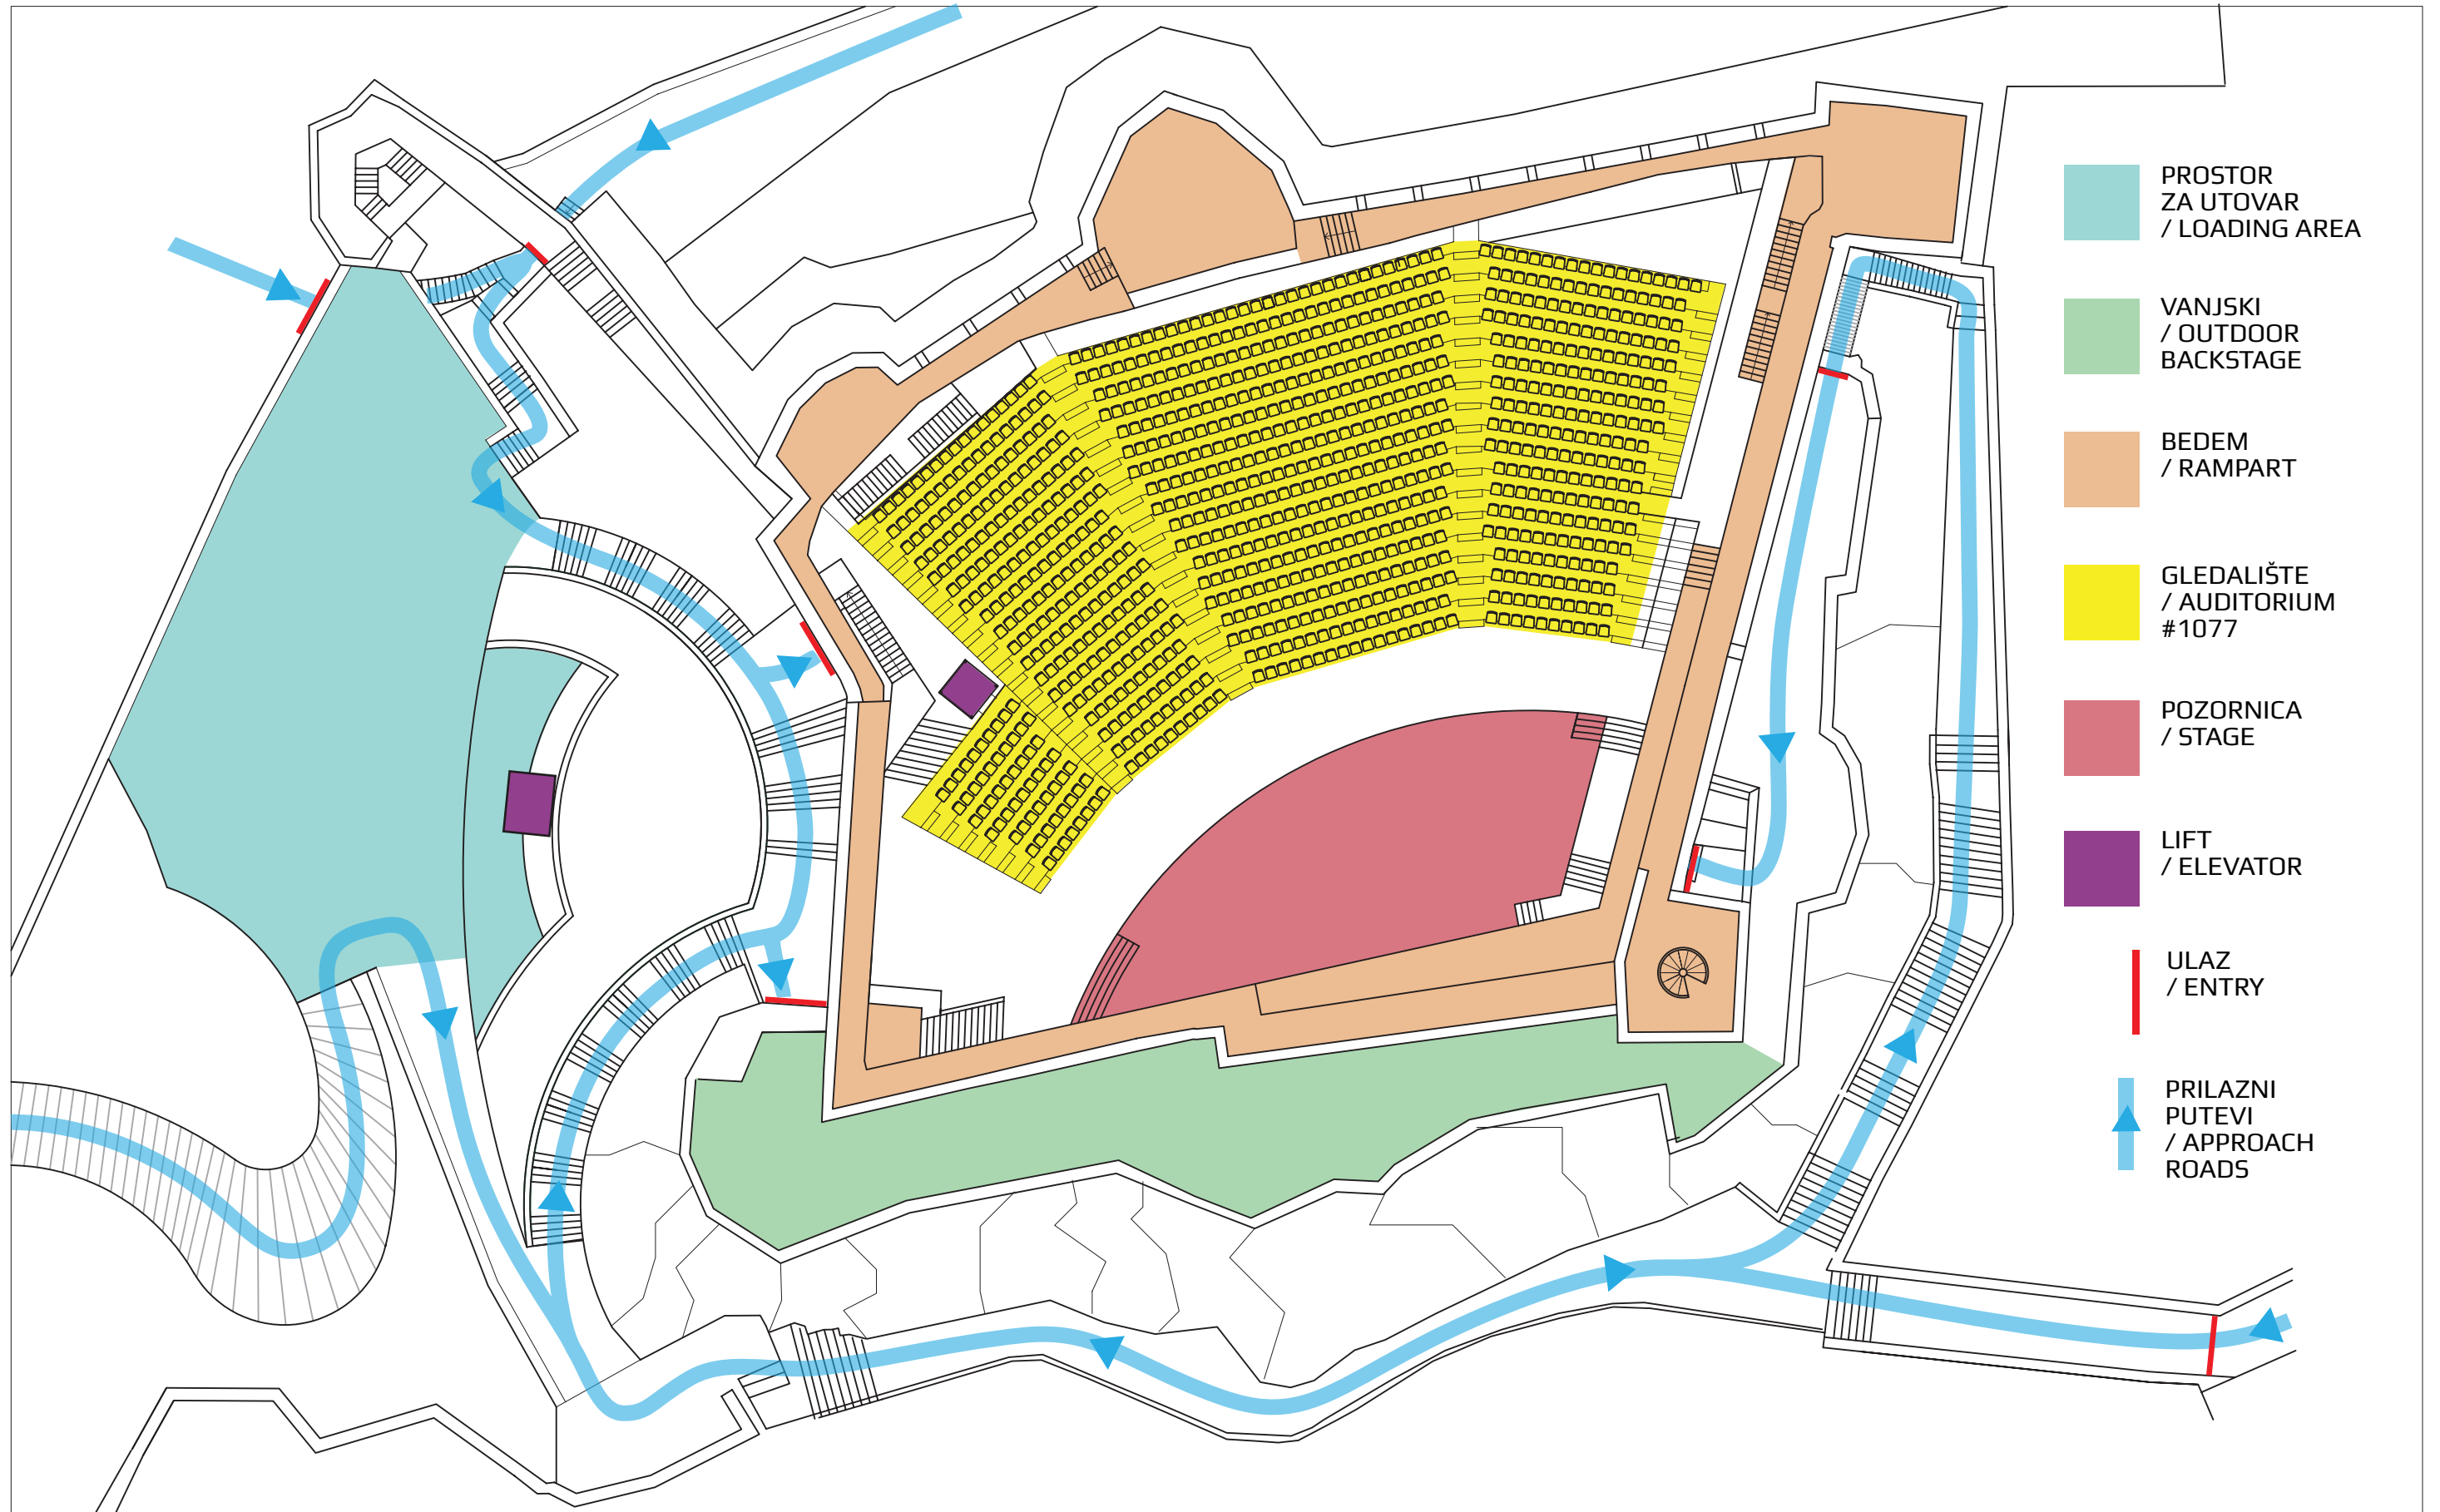 PROSTOR
ZA UTOVAR
/ LOADING AREA
VANJSKI
/ OUTDOOR
BACKSTAGE
BEDEM
/ RAMPART
GLEDALIŠTE
/ AUDITORIUM
#1077
POZORNICA
/ STAGE
LIFT
/ ELEVATOR
ULAZ
/ ENTRY
PRILAZNI
PUTEVI
/ APPROACH
ROADS